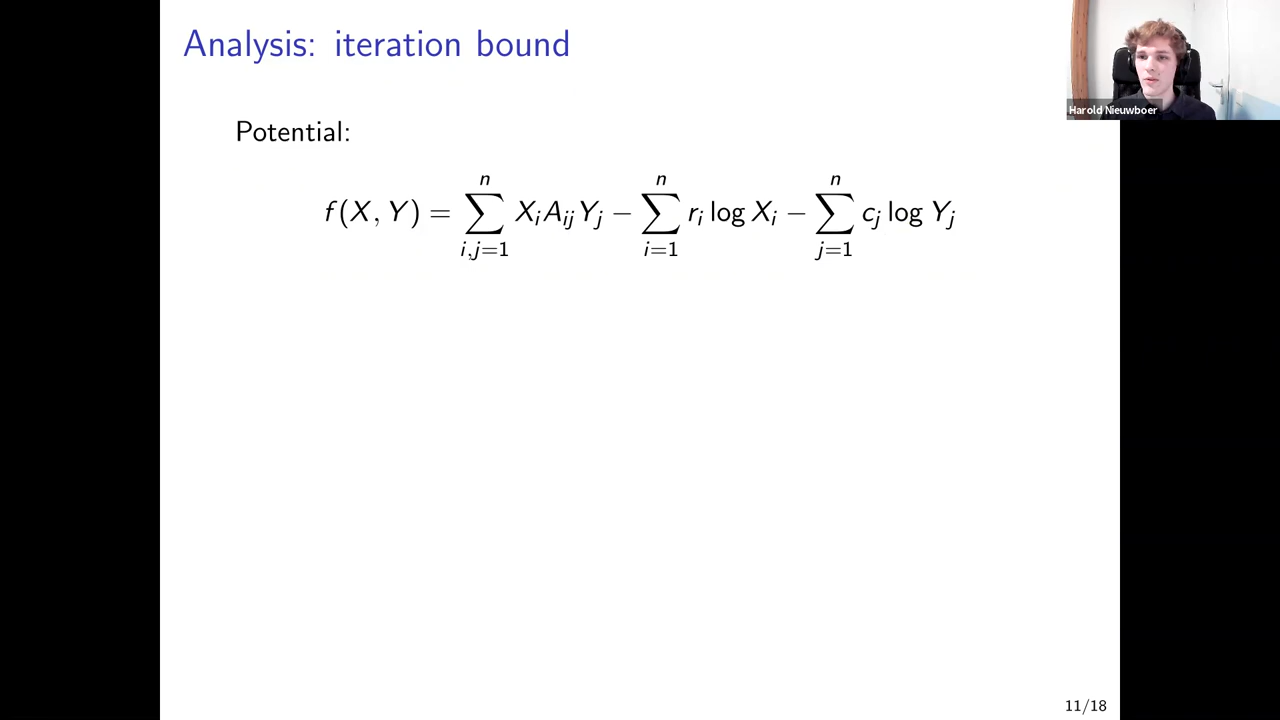 Analysis: iteration bound
Harold Nieuwboer
Potential:
f(X, Y) = ∑_{i,j=1}^{n} X_i A_{ij} Y_j − ∑_{i=1}^{n} r_i log X_i − ∑_{j=1}^{n} c_j log Y_j
11/18